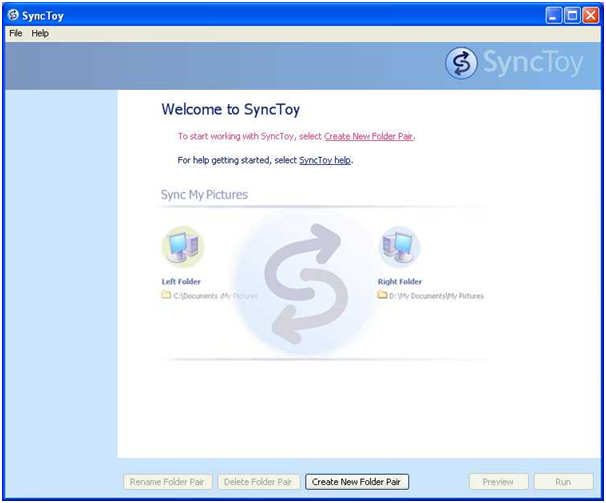 SyncToy
File Help
SyncToy
Welcome to SyncToy
To start working with SyncToy, select Create New Folder Pair.
For help getting started, select SyncToy help.
Sync My Pictures
Left Folder
Right Folder
C:\Documents \My Pictures
D:\My Documents\My Pictures
Rename Folder Pair Delete Folder Pair Create New Folder Pair Preview Run